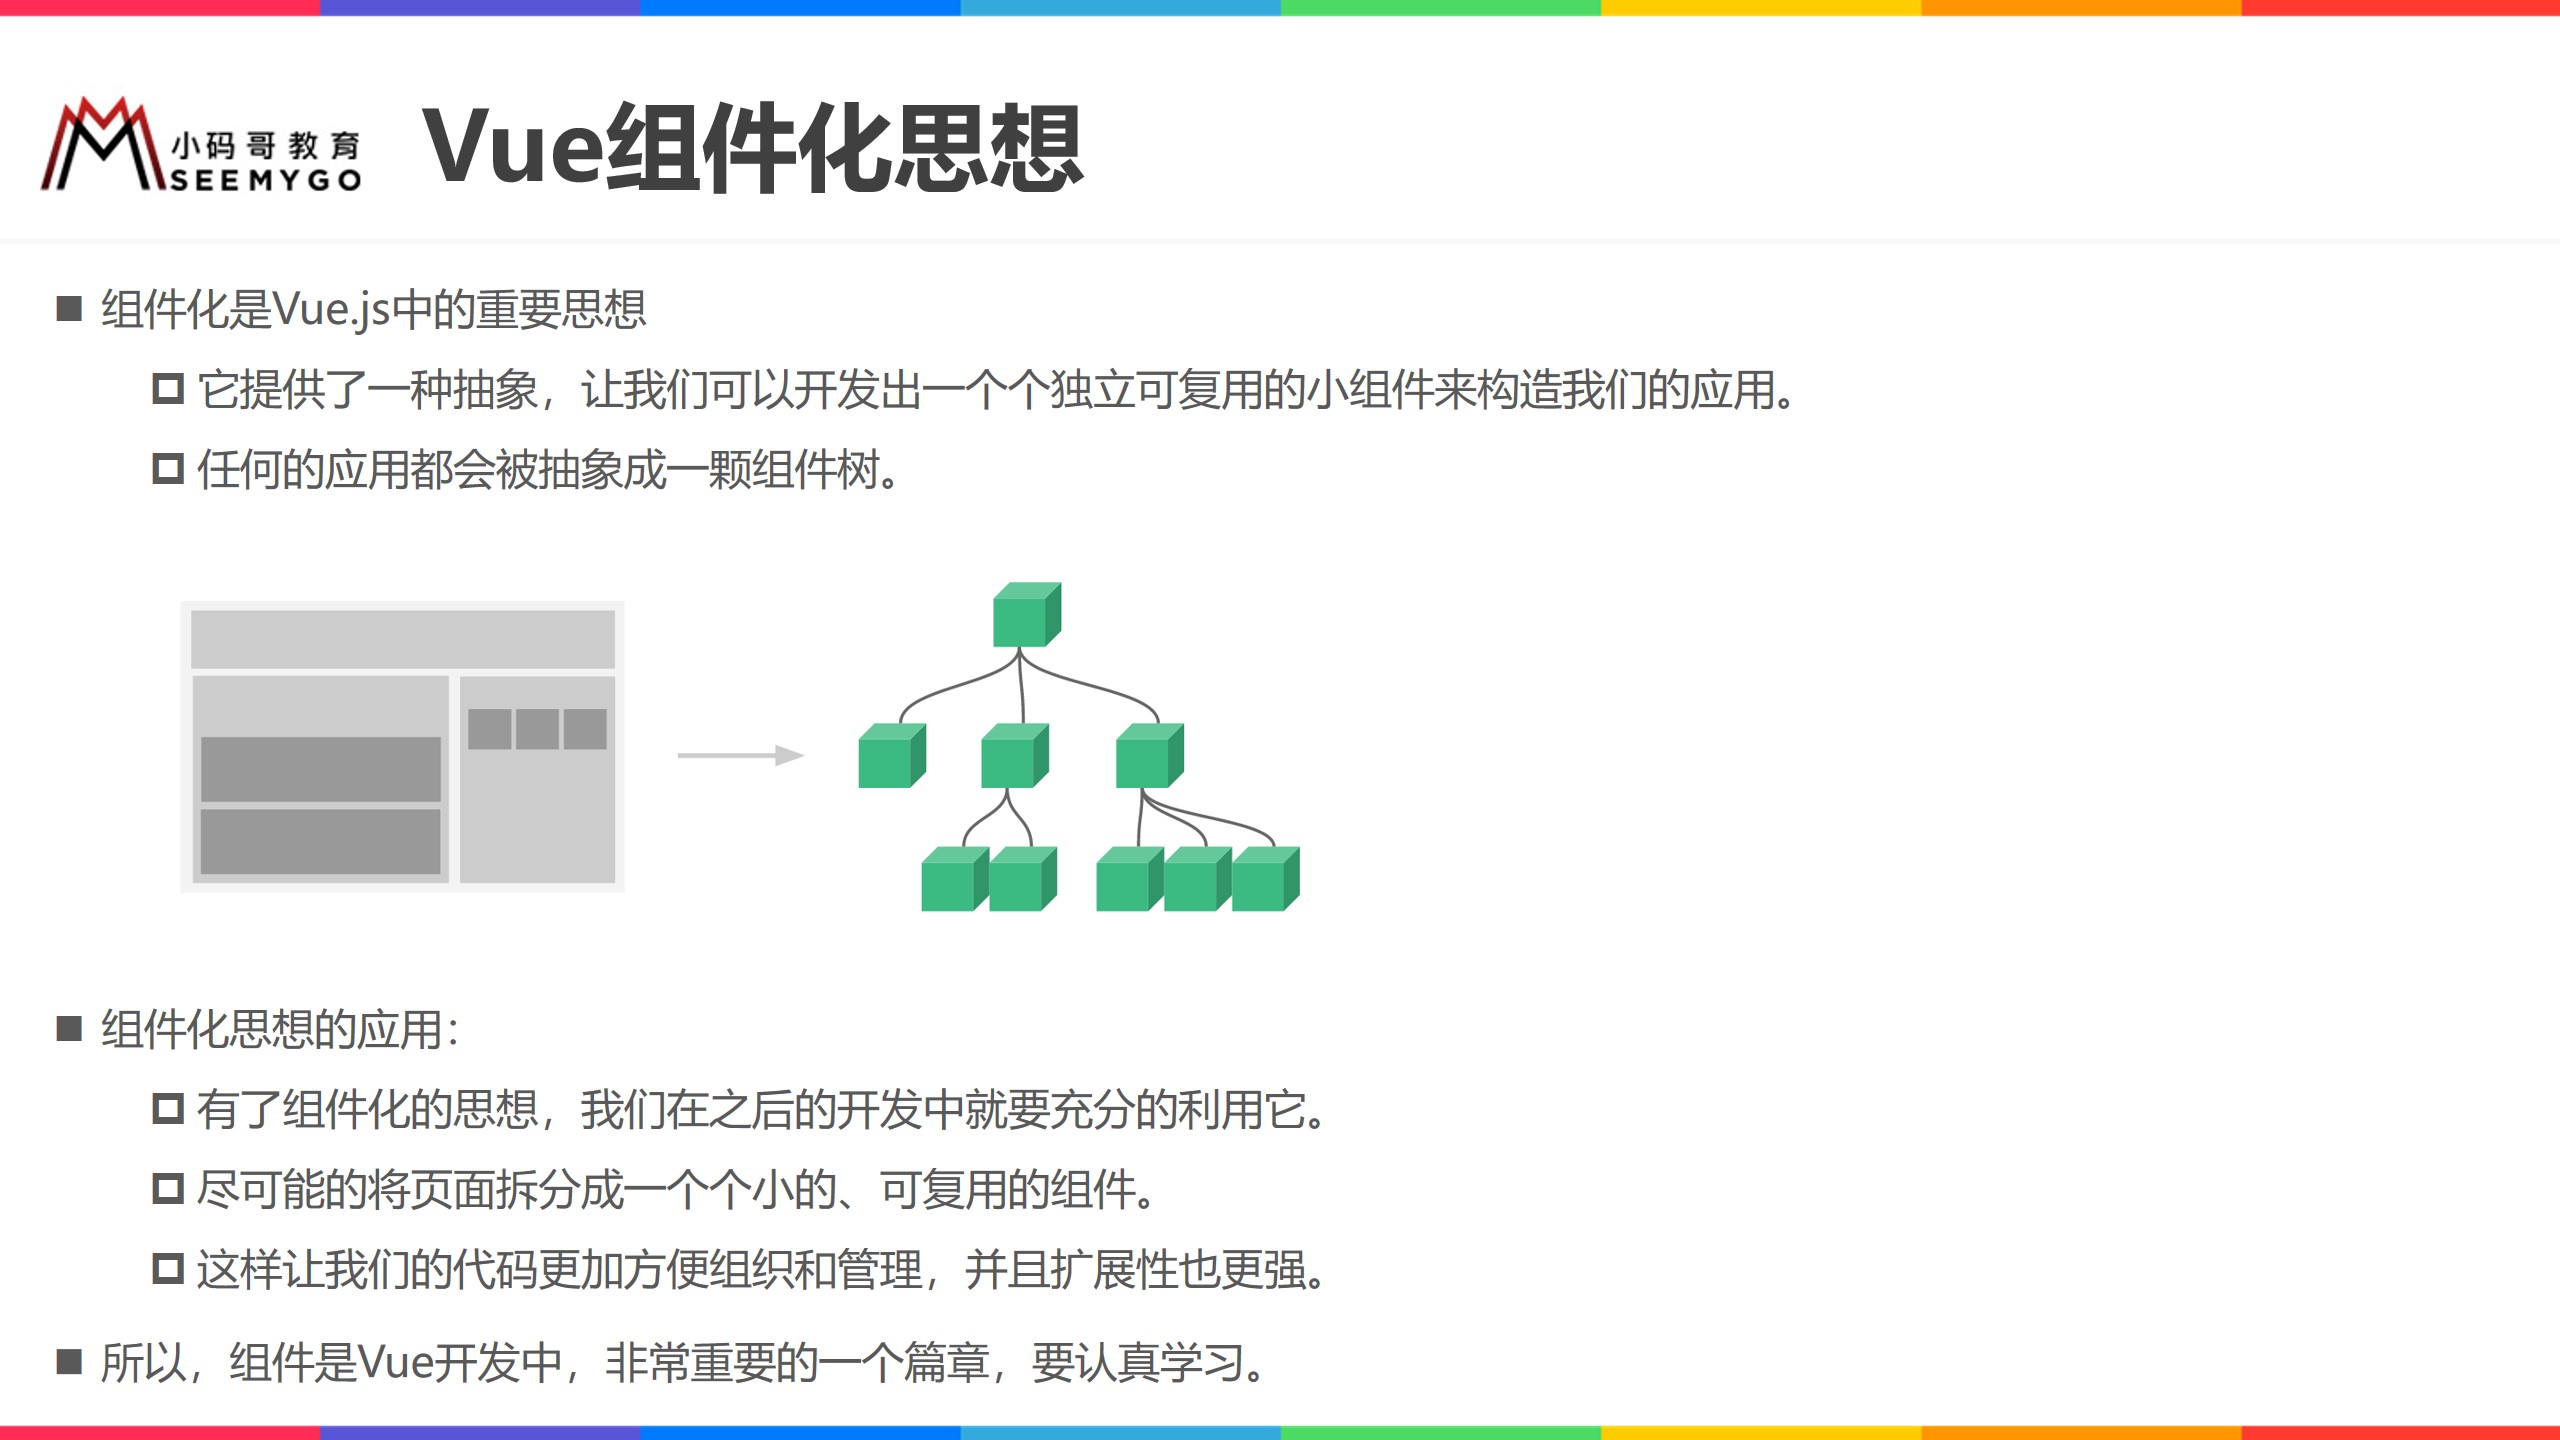 小码哥教育
SEEMYGO
Vue组件化思想
组件化是Vue.js中的重要思想
它提供了一种抽象，让我们可以开发出一个个独立可复用的小组件来构造我们的应用。
任何的应用都会被抽象成一颗组件树。
组件化思想的应用：
有了组件化的思想，我们在之后的开发中就要充分的利用它。
尽可能的将页面拆分成一个个小的、可复用的组件。
这样让我们的代码更加方便组织和管理，并且扩展性也更强。
所以，组件是Vue开发中，非常重要的一个篇章，要认真学习。